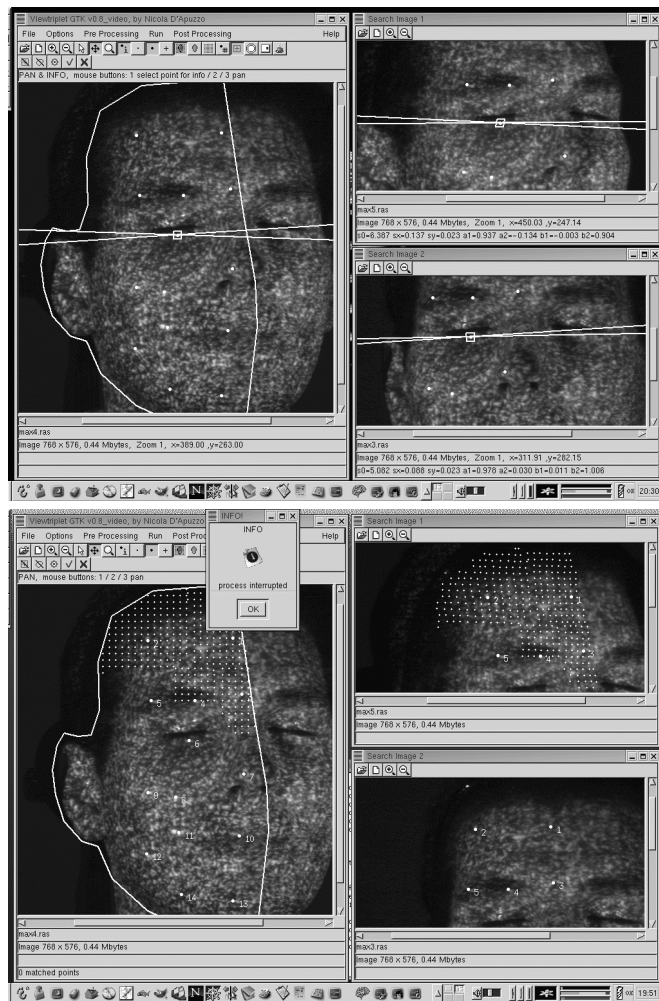 Viewtriplet GTK v0.8_video, by Nicola D'Apuzzo
File Options Pre Processing Run Post Processing Help
PAN & INFO, mouse buttons: 1 select point for info / 2 / 3 pan
max4.ras
Image 768 x 576, 0.44 Mbytes, Zoom 1, x=389.00 ,y=263.00
Search Image 1
max5.ras
Image 768 x 576, 0.44 Mbytes, Zoom 1, x=450.03 ,y=247.14
s0=6.387 sx=0.137 sy=0.023 a1=0.937 a2=-0.134 b1=-0.003 b2=0.904
Search Image 2
max3.ras
Image 768 x 576, 0.44 Mbytes, Zoom 1, x=311.91 ,y=282.15
s0=5.082 sx=0.088 sy=0.023 a1=0.978 a2=0.030 b1=0.011 b2=1.006
20:30
Viewtriplet GTK v0.8_video, by Nicola D'Apuzzo
File Options Pre Processing Run Post Proc Help
PAN, mouse buttons: 1 / 2 / 3 pan
INFO!
INFO
process interrupted
OK
2
5 4
6
7
9
11 10
12
14 13
max4.ras
Image 768 x 576, 0.44 Mbytes
0 matched points
Search Image 1
5 4
max5.ras
Image 768 x 576, 0.44 Mbytes
Search Image 2
2 1
5 4 3
max3.ras
Image 768 x 576, 0.44 Mbytes
19:51